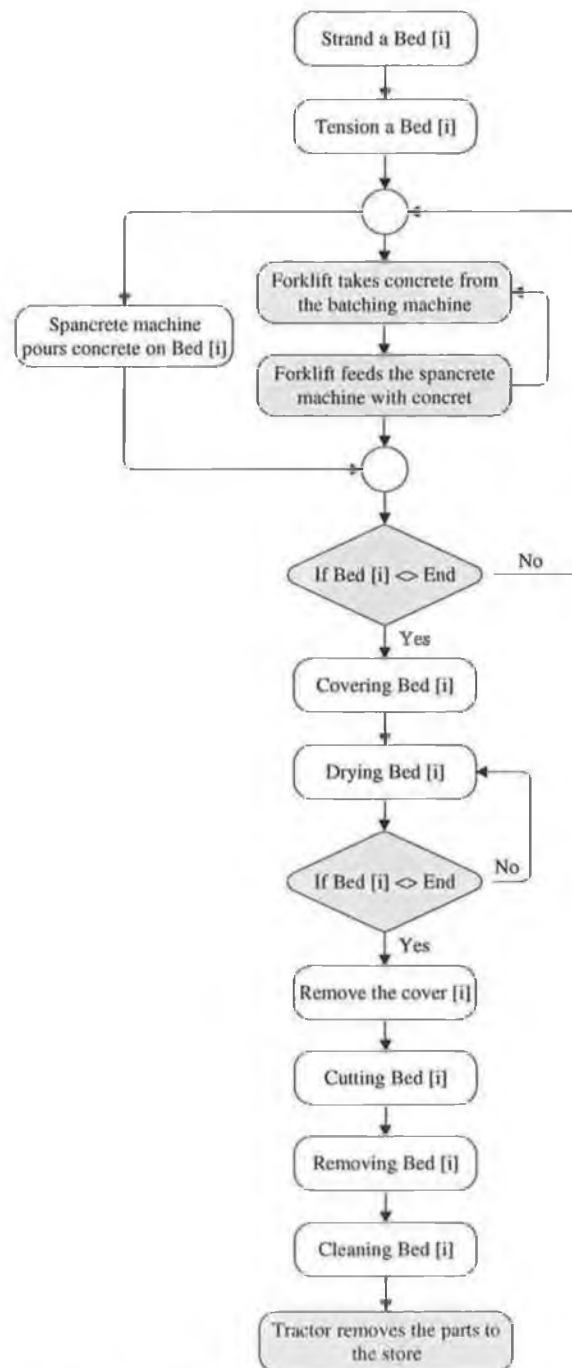 Strand a Bed [i]
Tension a Bed [i]
Forklift takes concrete from
the batching machine
Spancrete machine
pours concrete on Bed [i]
Forklift feeds the spancrete
machine with concret
If Bed [i] <> End
No
Yes
Covering Bed [i]
Drying Bed [i]
If Bed [i] <> End
No
Yes
Remove the cover [i]
Cutting Bed [i]
Removing Bed [i]
Cleaning Bed [i]
Tractor removes the parts to
the store